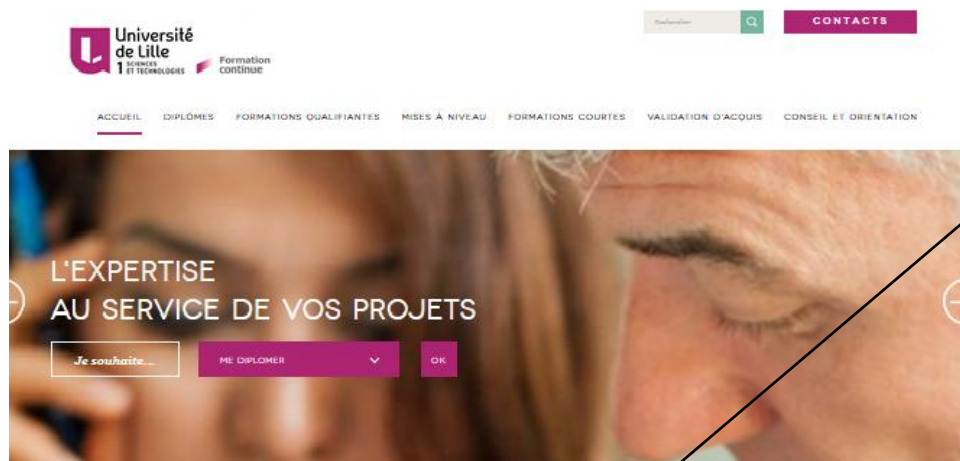 Université
de Lille
1 SCIENCES
ET TECHNOLOGIES
Formation
continue
Rechercher
CONTACTS
ACCUEIL DIPLÔMES FORMATIONS QUALIFIANTES MISES À NIVEAU FORMATIONS COURTES VALIDATION D'ACQUIS CONSEIL ET ORIENTATION
L'EXPERTISE
AU SERVICE DE VOS PROJETS
Je souhaite... ME DIPLOMER OK